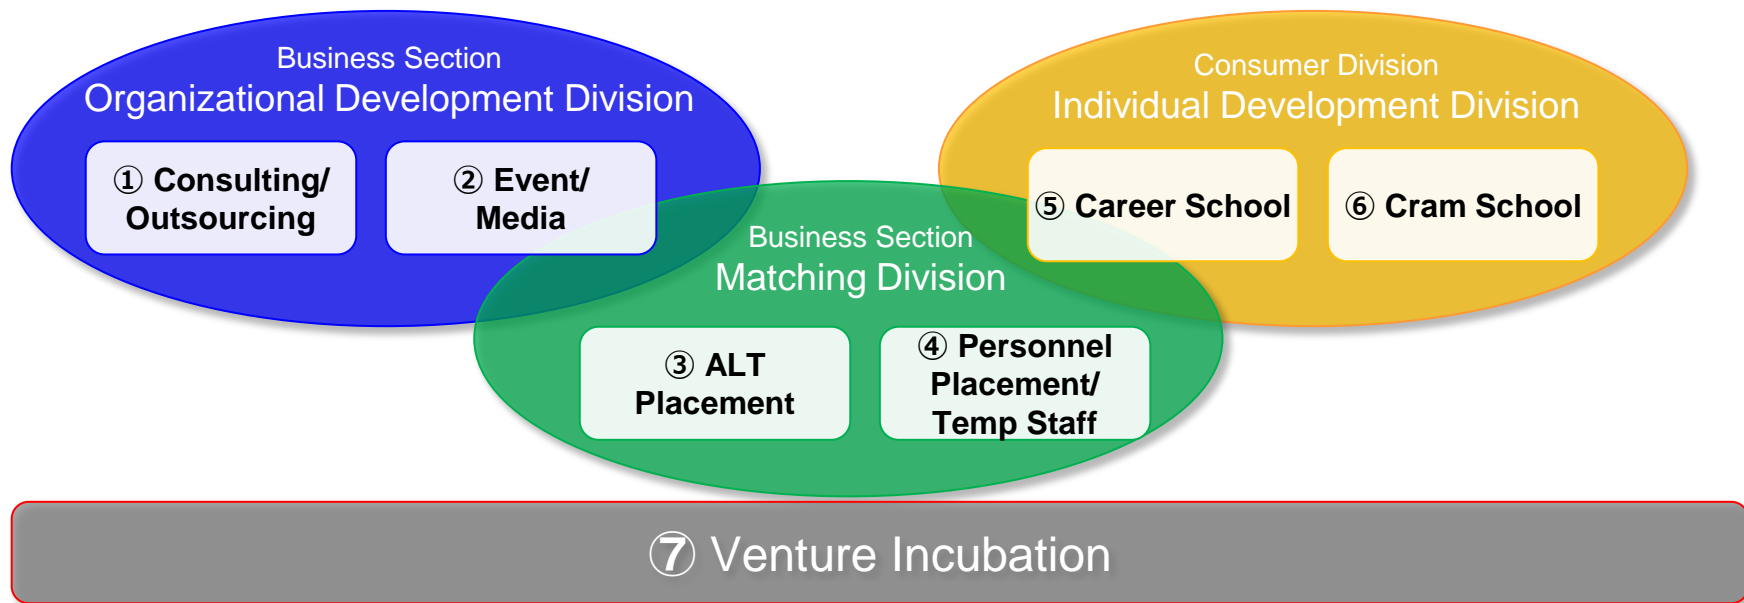 Business Section
Organizational Development Division
① Consulting/
Outsourcing
② Event/
Media
Business Section
Matching Division
③ ALT
Placement
④ Personnel
Placement/
Temp Staff
Consumer Division
Individual Development Division
⑤ Career School
⑥ Cram School
⑦ Venture Incubation